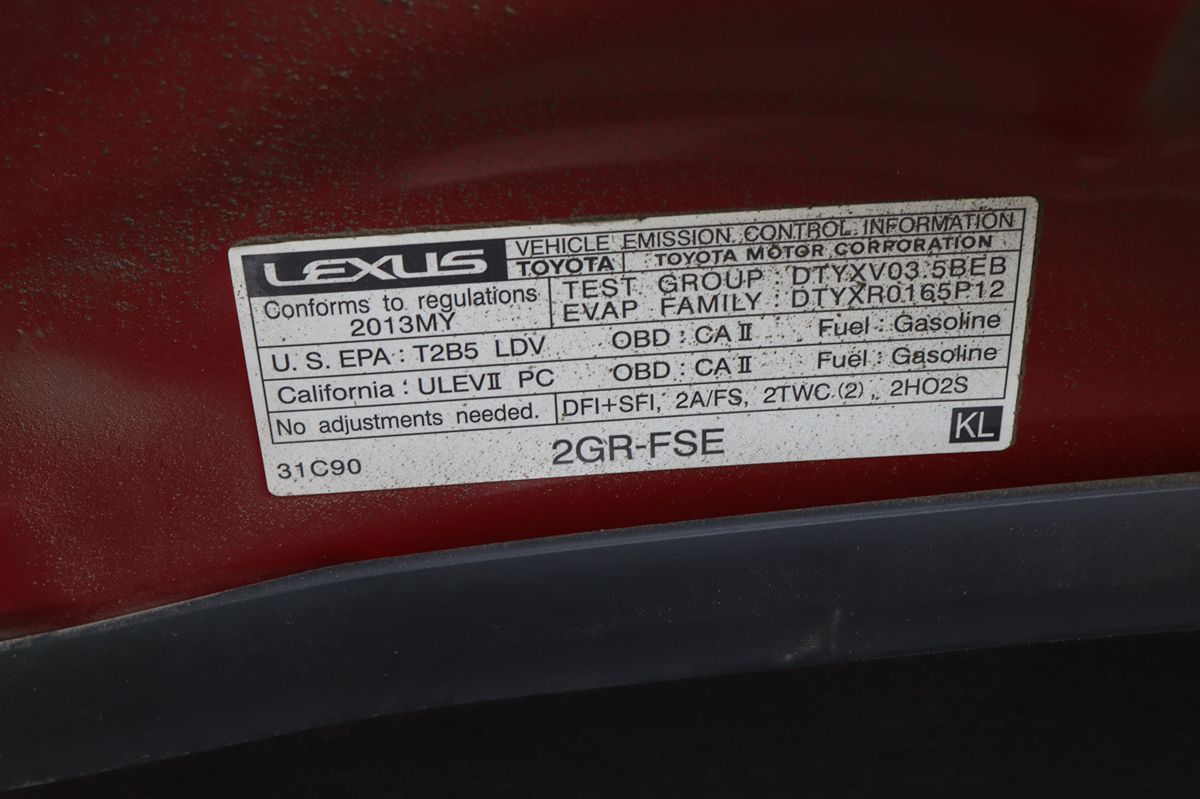 LEXUS VEHICLE EMISSION CONTROL INFORMATION
TOYOTA TOYOTA MOTOR CORPORATION
Conforms to regulations
2013MY
TEST GROUP : DTYXV03.5BEB
EVAP FAMILY : DTYXR0165P12
U.S. EPA : T2B5 LDV OBD : CA II Fuel : Gasoline
California : ULEVII PC OBD : CA II Fuel : Gasoline
No adjustments needed. DFI+SFI, 2A/FS, 2TWC (2), 2HO2S
31C90 2GR-FSE KL